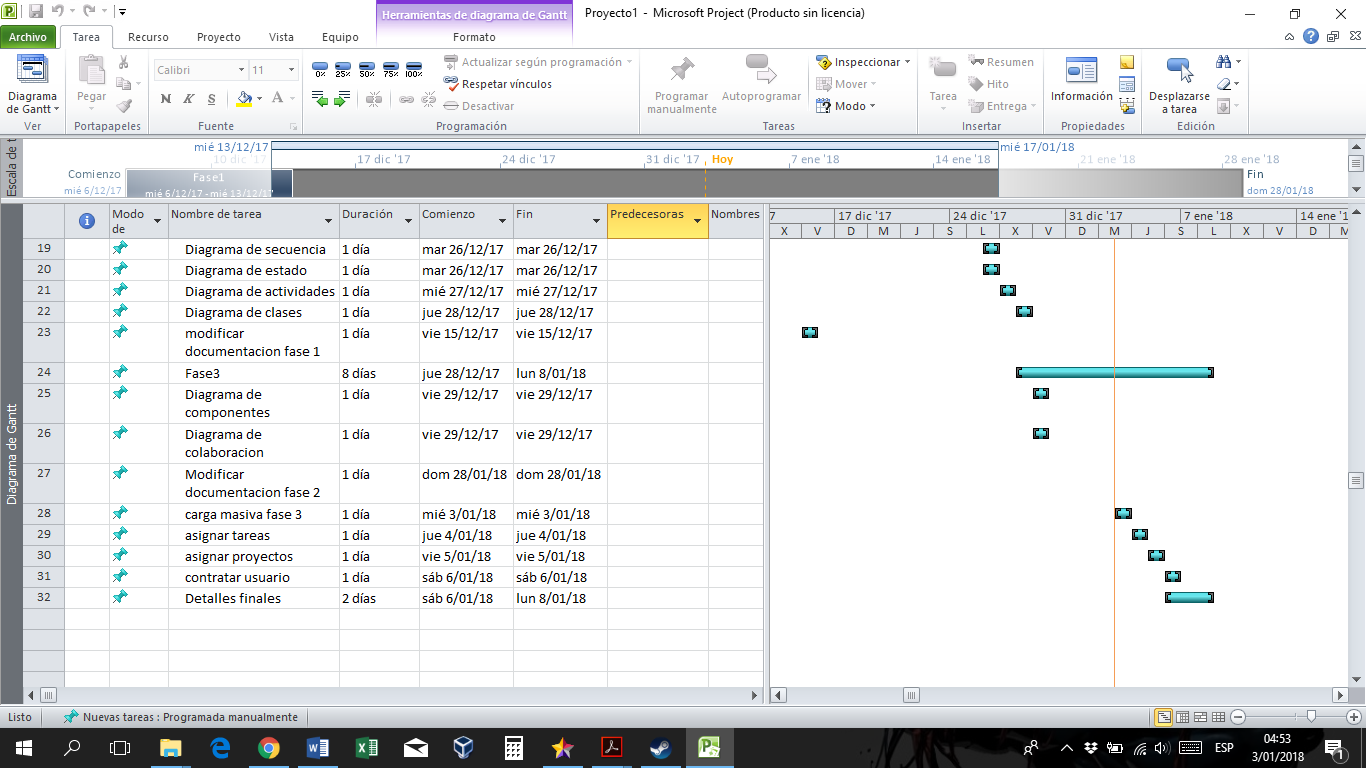 Herramientas de diagrama de Gantt
Proyecto1 - Microsoft Project (Producto sin licencia)
Archivo Tarea Recurso Proyecto Vista Equipo Formato
Diagrama de Gantt
Ver
Pegar
Portapapeles
Calibri 11
N K S A
Fuente
0% 25% 50% 75% 100%
Actualizar según programación
Respetar vínculos
Desactivar
Programación
Programar manualmente
Autoprogramar
Inspeccionar
Mover
Modo
Tareas
Tarea
Resumen
Hito
Entrega
Insertar
Información
Propiedades
Desplazarse a tarea
Edición
Escala de t
mié 13/12/17 mié 17/01/18
10 dic '17 17 dic '17 24 dic '17 31 dic '17 Hoy 7 ene '18 14 ene '18 21 ene '18 28 ene '18
Comienzo
mié 6/12/17
Fase1
mié 6/12/17 - mié 13/12/17
Fin
dom 28/01/18
Modo de Nombre de tarea Duración Comienzo Fin Predecesoras Nombres
7 17 dic '17 24 dic '17 31 dic '17 7 ene '18 14 ene '1
X V D M J S L X V D M J S L X V D M
19 Diagrama de secuencia 1 día mar 26/12/17 mar 26/12/17
20 Diagrama de estado 1 día mar 26/12/17 mar 26/12/17
21 Diagrama de actividades 1 día mié 27/12/17 mié 27/12/17
22 Diagrama de clases 1 día jue 28/12/17 jue 28/12/17
23 modificar 1 día vie 15/12/17 vie 15/12/17
documentacion fase 1
24 Fase3 8 días jue 28/12/17 lun 8/01/18
25 Diagrama de 1 día vie 29/12/17 vie 29/12/17
componentes
26 Diagrama de 1 día vie 29/12/17 vie 29/12/17
colaboracion
27 Modificar 1 día dom 28/01/18 dom 28/01/18
documentacion fase 2
28 carga masiva fase 3 1 día mié 3/01/18 mié 3/01/18
29 asignar tareas 1 día jue 4/01/18 jue 4/01/18
30 asignar proyectos 1 día vie 5/01/18 vie 5/01/18
31 contratar usuario 1 día sáb 6/01/18 sáb 6/01/18
32 Detalles finales 2 días sáb 6/01/18 lun 8/01/18
Diagrama de Gantt
Listo Nuevas tareas : Programada manualmente
ESP
04:53
3/01/2018
1